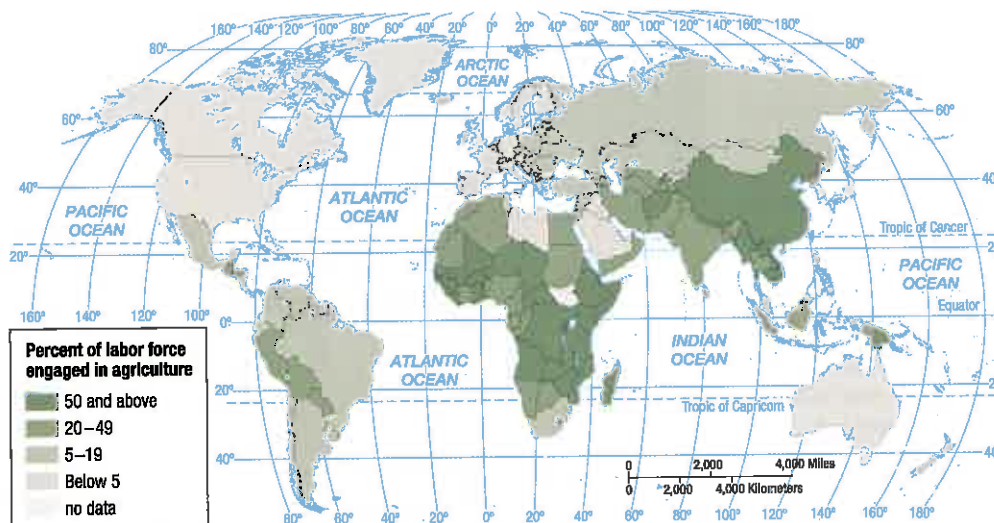 160° 140° 120° 100° 80° 40° 20° 0° 20° 40° 60° 80° 100° 120° 140° 160°
80° 80°
ARCTIC
OCEAN
60° 60°
40° 40°
PACIFIC
OCEAN
ATLANTIC
OCEAN
Tropic of Cancer
20° 2
PACIFIC
OCEAN
Equator
160° 140° 120° 100°
0°
INDIAN
OCEAN
ATLANTIC
OCEAN
20° 2
Tropic of Capricorn
40°
0 2,000 4,000 Miles
0 2,000 4,000 Kilometers
80° 60° 40° 20° 0° 20° 40° 60° 80° 100° 120° 140° 160° 180°
Percent of labor force
engaged in agriculture
50 and above
20–49
5–19
Below 5
no data